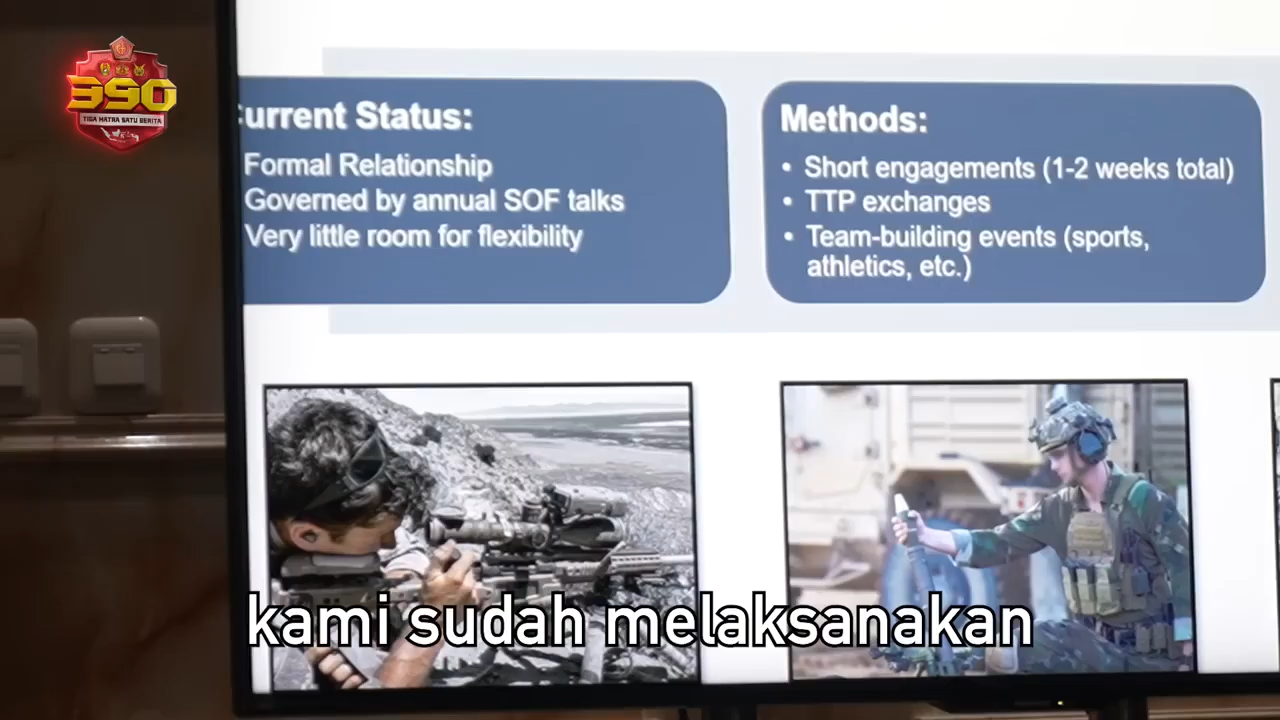 390
TIGA MATRA SATU BERITA
urrent Status:
Formal Relationship
Governed by annual SOF talks
Very little room for flexibility
Methods:
• Short engagements (1-2 weeks total)
• TTP exchanges
• Team-building events (sports,
athletics, etc.)
kami sudah melaksanakan